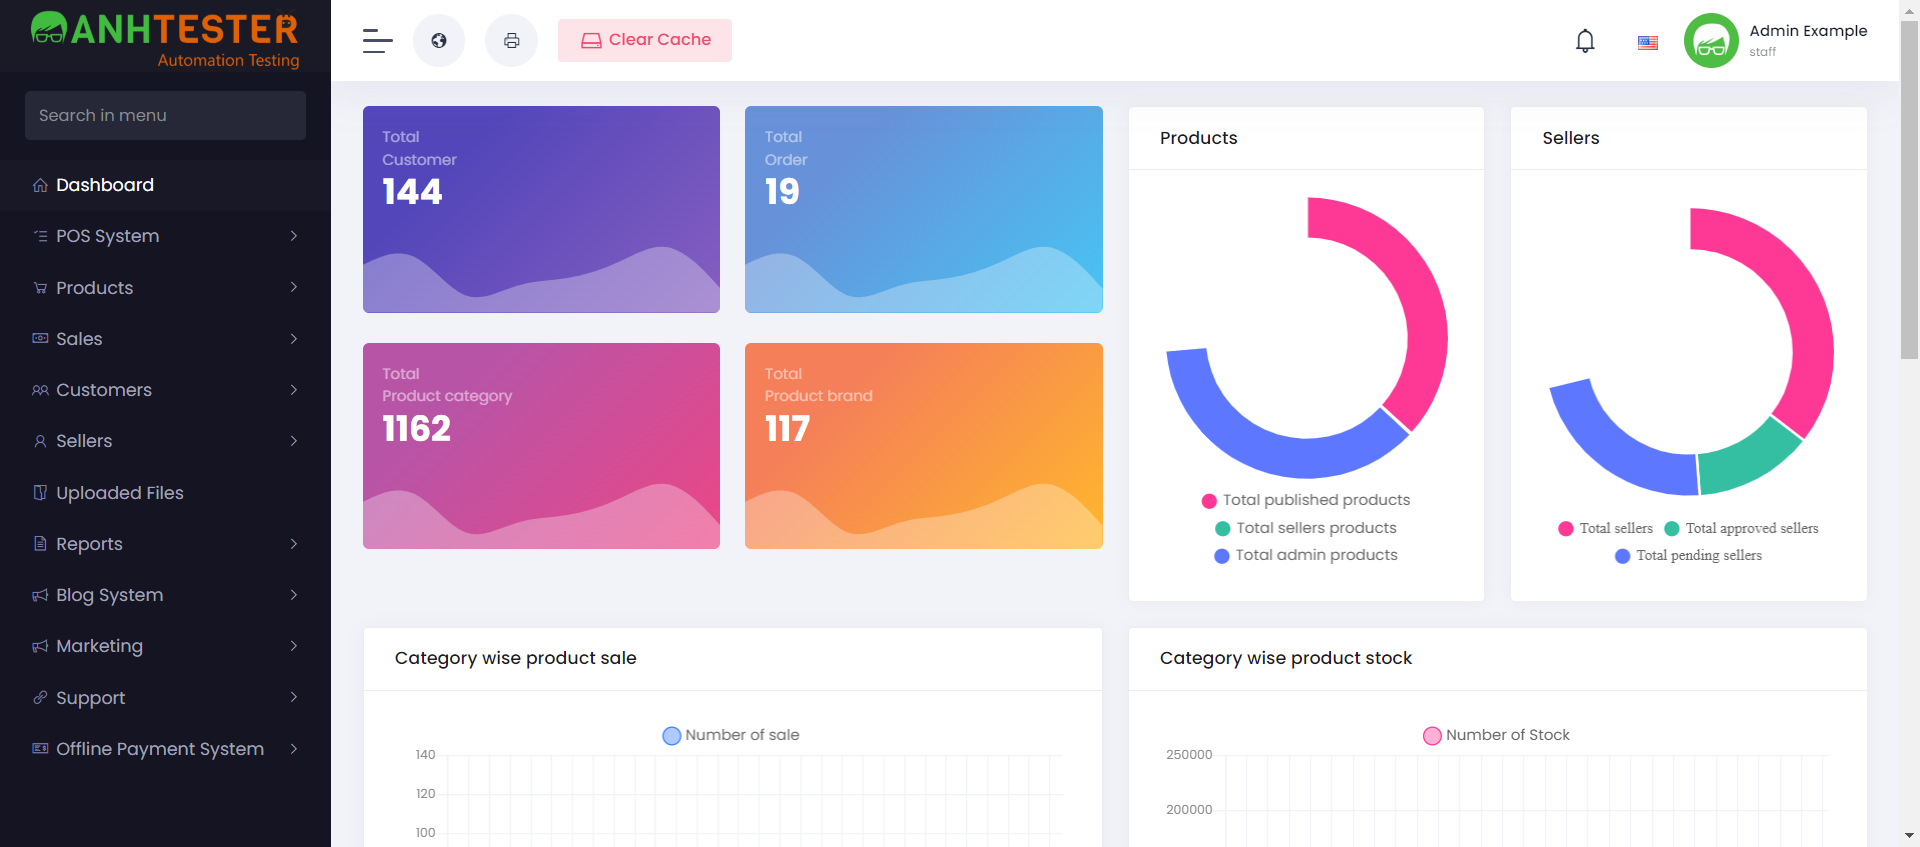 ANHTESTER
Automation Testing
Search in menu
Dashboard
POS System
Products
Sales
Customers
Sellers
Uploaded Files
Reports
Blog System
Marketing
Support
Offline Payment System
Clear Cache
Admin Example
staff
Total
Customer
144
Total
Order
19
Total
Product category
1162
Total
Product brand
117
Products
Total published products
Total sellers products
Total admin products
Sellers
Total sellers Total approved sellers
Total pending sellers
Category wise product sale
Number of sale
140
120
100
Category wise product stock
Number of Stock
250000
200000